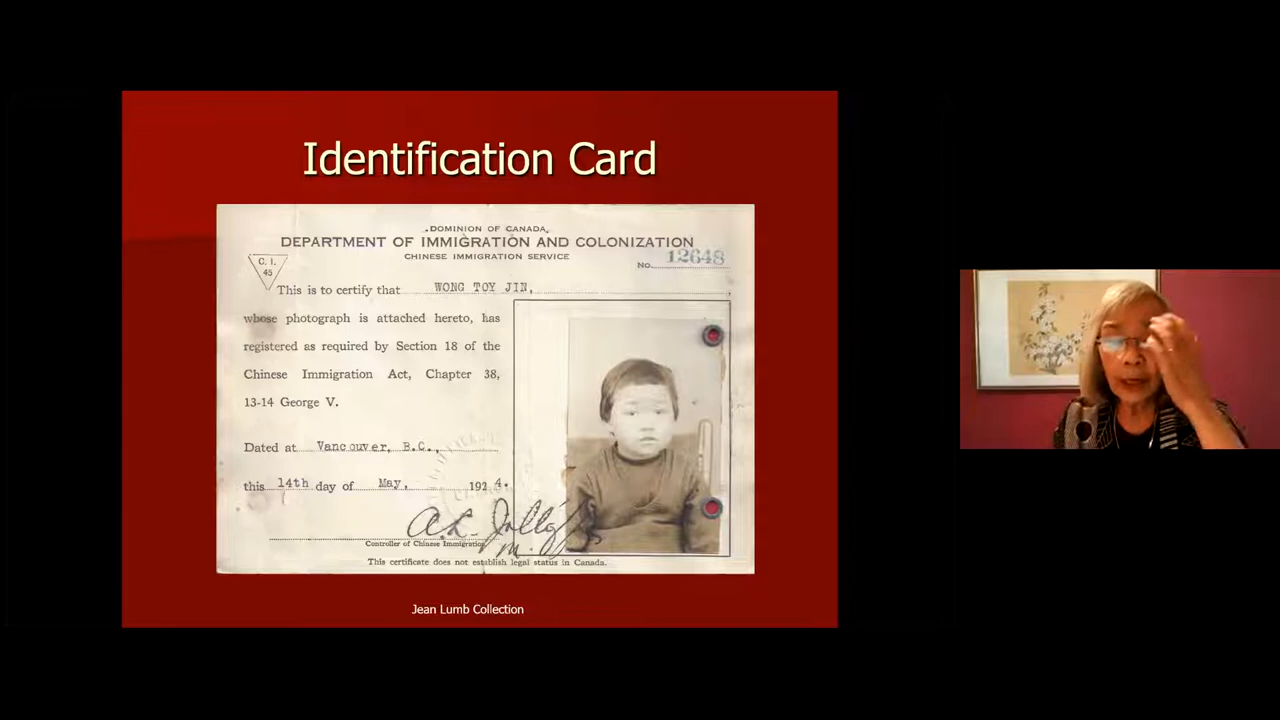 Identification Card
DOMINION OF CANADA
DEPARTMENT OF IMMIGRATION AND COLONIZATION
CHINESE IMMIGRATION SERVICE
No. 12648
C. I.
45
This is to certify that WONG TOY JIN,
whose photograph is attached hereto, has
registered as required by Section 18 of the
Chinese Immigration Act, Chapter 38,
13-14 George V.
Dated at Vancouver, B.C.,
this 14th day of May, 1924.
A.L. 
Controller of Chinese Immigration
This certificate does not establish legal status in Canada.
Jean Lumb Collection